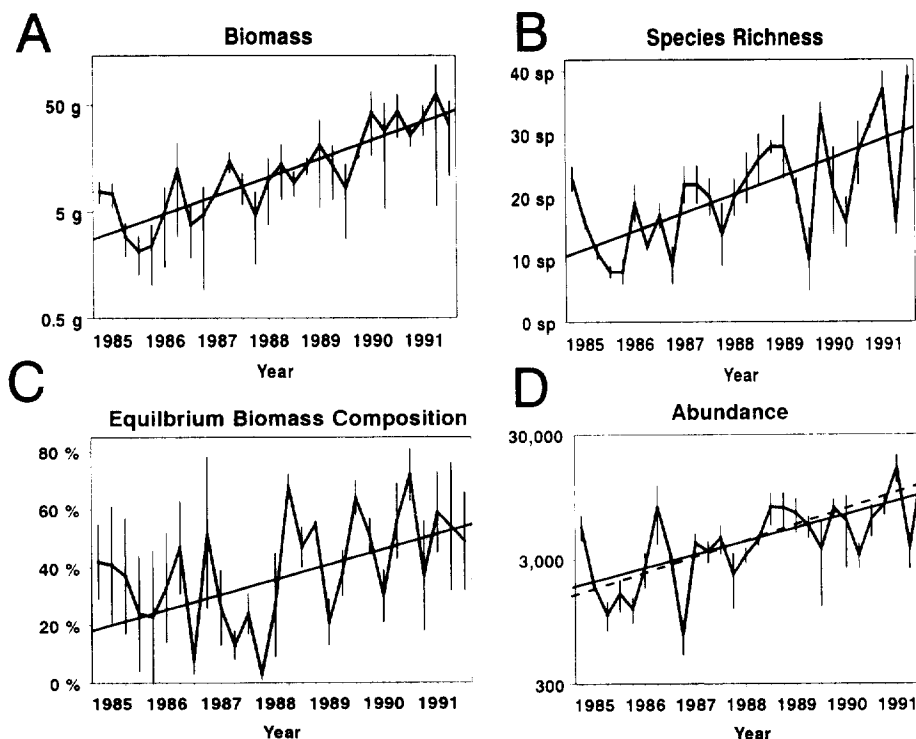 A
Biomass
50 g
5 g
0.5 g
1985 1986 1987 1988 1989 1990 1991
Year
B
Species Richness
40 sp
30 sp
20 sp
10 sp
0 sp
1985 1986 1987 1988 1989 1990 1991
Year
C
Equilbrium Biomass Composition
80 %
60 %
40 %
20 %
0 %
1985 1986 1987 1988 1989 1990 1991
Year
D
Abundance
30,000
3,000
300
1985 1986 1987 1988 1989 1990 1991
Year